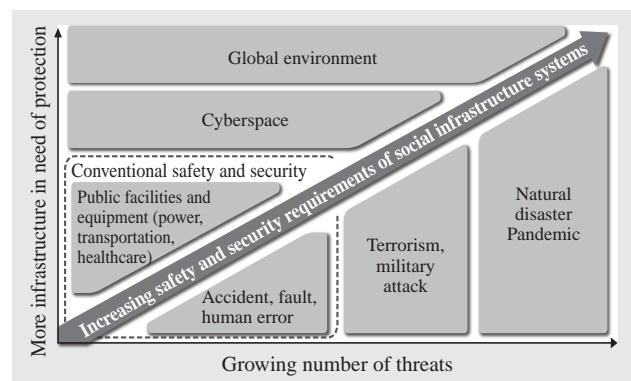 More infrastructure in need of protection
Global environment
Cyberspace
Conventional safety and security
Public facilities and
equipment (power,
transportation,
healthcare)
Increasing safety and security requirements of social infrastructure systems
Accident, fault,
human error
Terrorism,
military
attack
Natural
disaster
Pandemic
Growing number of threats